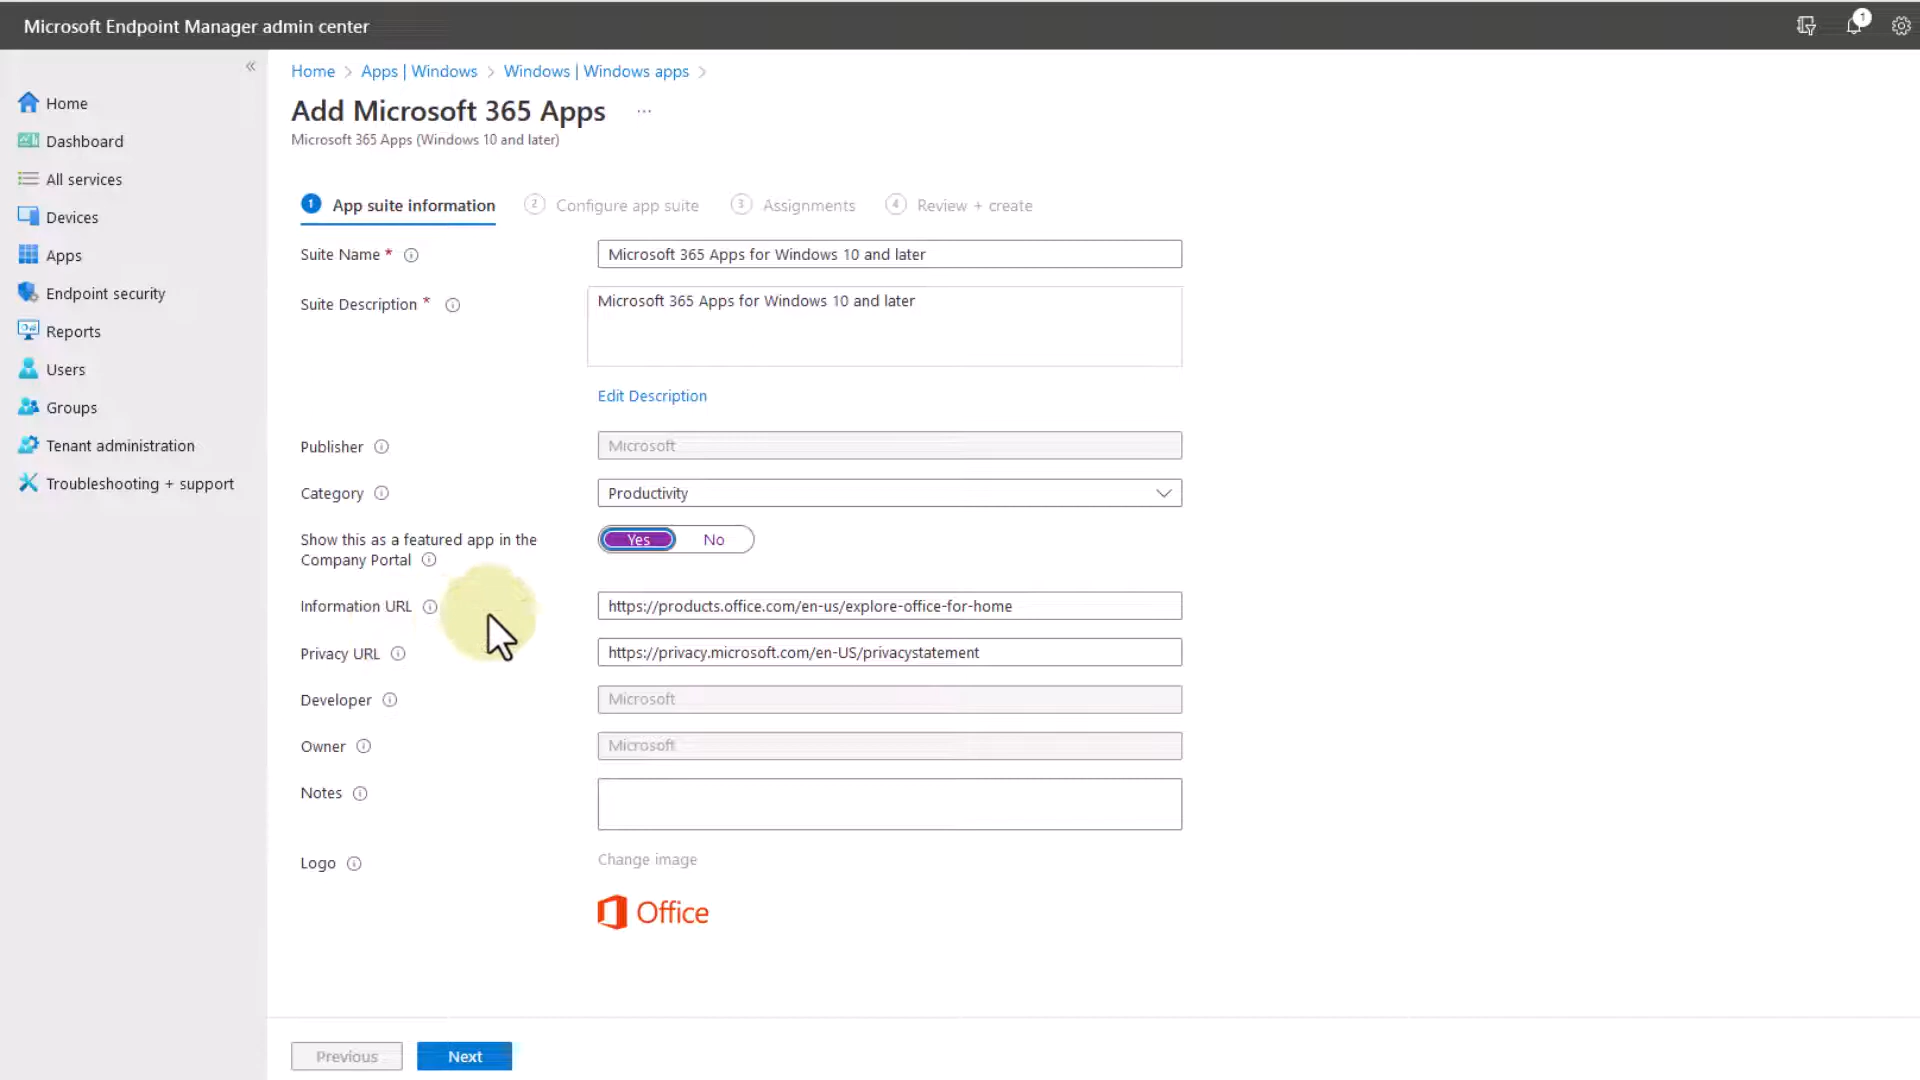 Microsoft Endpoint Manager admin center
1
«
Home
Dashboard
All services
Devices
Apps
Endpoint security
Reports
Users
Groups
Tenant administration
Troubleshooting + support
Home > Apps | Windows > Windows | Windows apps >
Add Microsoft 365 Apps ...
Microsoft 365 Apps (Windows 10 and later)
1 App suite information 2 Configure app suite 3 Assignments 4 Review + create
Suite Name * Microsoft 365 Apps for Windows 10 and later
Suite Description * Microsoft 365 Apps for Windows 10 and later
Edit Description
Publisher Microsoft
Category Productivity
Show this as a featured app in the
Company Portal
Yes No
Information URL https://products.office.com/en-us/explore-office-for-home
Privacy URL https://privacy.microsoft.com/en-US/privacystatement
Developer Microsoft
Owner Microsoft
Notes
Logo Change image
Office
Previous Next